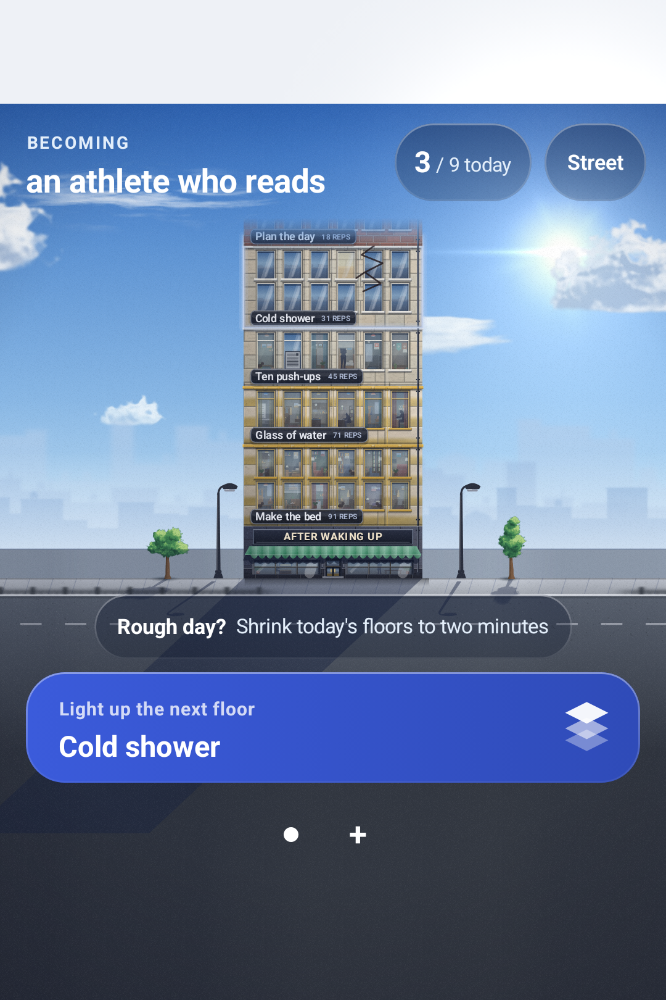 BECOMING
an athlete who reads
3 / 9 today
Street
Plan the day 18 REPS
Cold shower 31 REPS
Ten push-ups 45 REPS
Glass of water 71 REPS
Make the bed 91 REPS
AFTER WAKING UP
Rough day? Shrink today's floors to two minutes
Light up the next floor
Cold shower